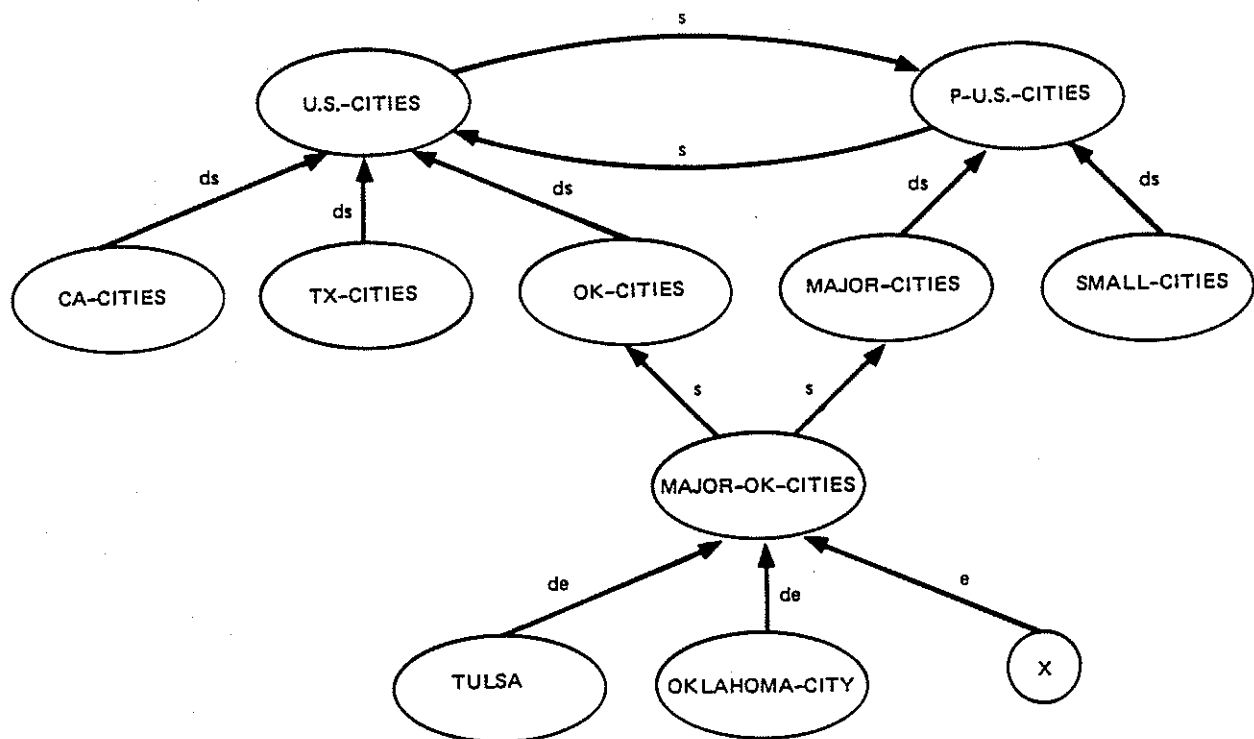 s
U.S.-CITIES
P-U.S.-CITIES
s
ds
ds
ds
ds
ds
CA-CITIES
TX-CITIES
OK-CITIES
MAJOR-CITIES
SMALL-CITIES
s
s
MAJOR-OK-CITIES
de
de
e
TULSA
OKLAHOMA-CITY
X